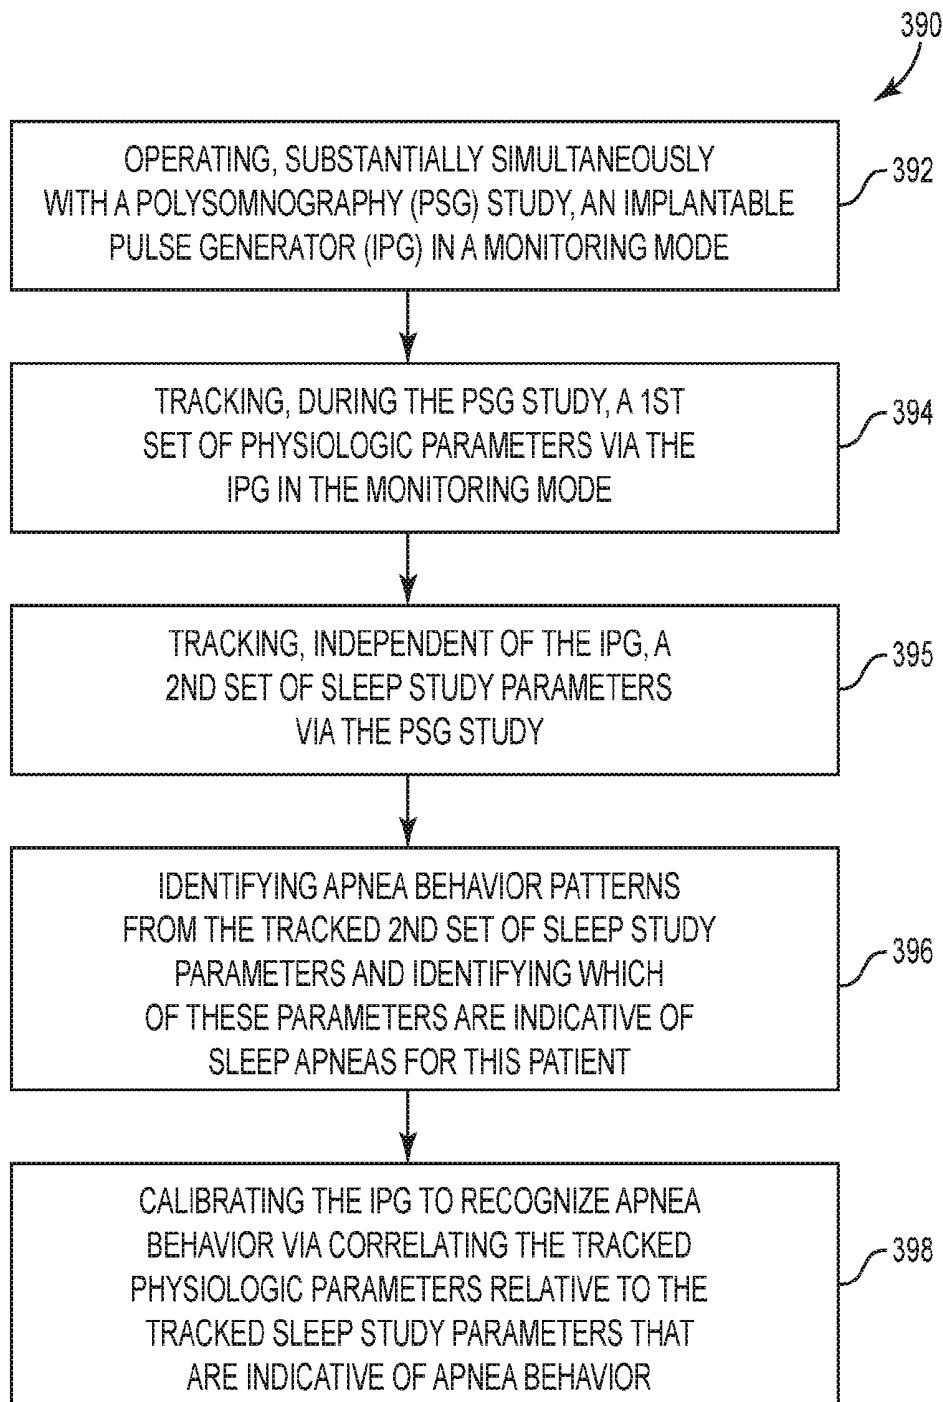 390
OPERATING, SUBSTANTIALLY SIMULTANEOUSLY
WITH A POLYSOMNOGRAPHY (PSG) STUDY, AN IMPLANTABLE
PULSE GENERATOR (IPG) IN A MONITORING MODE
392
TRACKING, DURING THE PSG STUDY, A 1ST
SET OF PHYSIOLOGIC PARAMETERS VIA THE
IPG IN THE MONITORING MODE
394
TRACKING, INDEPENDENT OF THE IPG, A
2ND SET OF SLEEP STUDY PARAMETERS
VIA THE PSG STUDY
395
IDENTIFYING APNEA BEHAVIOR PATTERNS
FROM THE TRACKED 2ND SET OF SLEEP STUDY
PARAMETERS AND IDENTIFYING WHICH
OF THESE PARAMETERS ARE INDICATIVE OF
SLEEP APNEAS FOR THIS PATIENT
396
CALIBRATING THE IPG TO RECOGNIZE APNEA
BEHAVIOR VIA CORRELATING THE TRACKED
PHYSIOLOGIC PARAMETERS RELATIVE TO THE
TRACKED SLEEP STUDY PARAMETERS THAT
ARE INDICATIVE OF APNEA BEHAVIOR
398